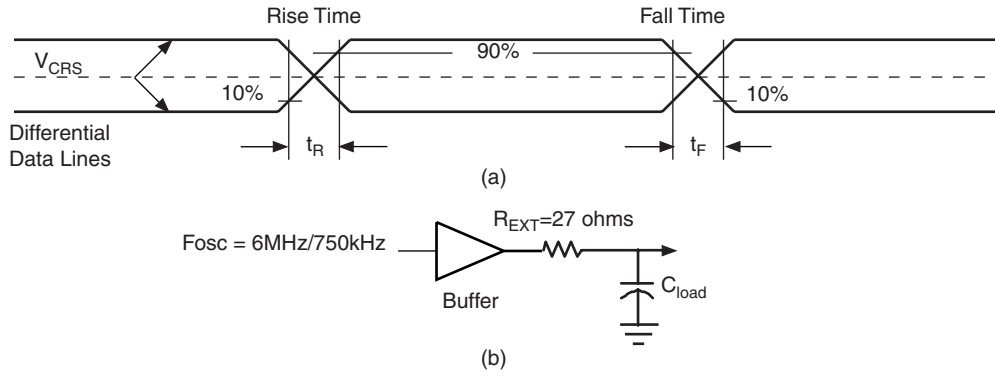 Rise Time
Fall Time
V_CRS
90%
10%
10%
Differential
Data Lines
t_R
t_F
(a)
R_EXT=27 ohms
Fosc = 6MHz/750kHz
Buffer
C_load
(b)